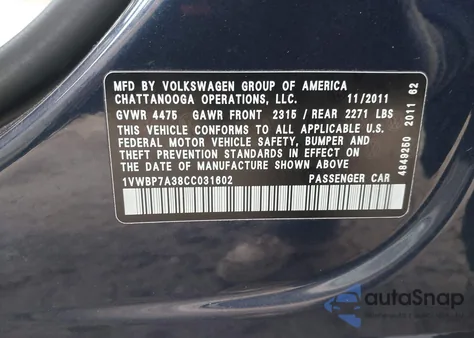 MFD BY VOLKSWAGEN GROUP OF AMERICA
CHATTANOOGA OPERATIONS, LLC. 11/2011
GVWR 4475 GAWR FRONT 2315 / REAR 2271 LBS
THIS VEHICLE CONFORMS TO ALL APPLICABLE U.S.
FEDERAL MOTOR VEHICLE SAFETY, BUMPER AND
THEFT PREVENTION STANDARDS IN EFFECT ON
THE DATE OF MANUFACTURE SHOWN ABOVE.
1VWBP7A38CC031602 PASSENGER CAR
4849250 2011 62
autoSnap